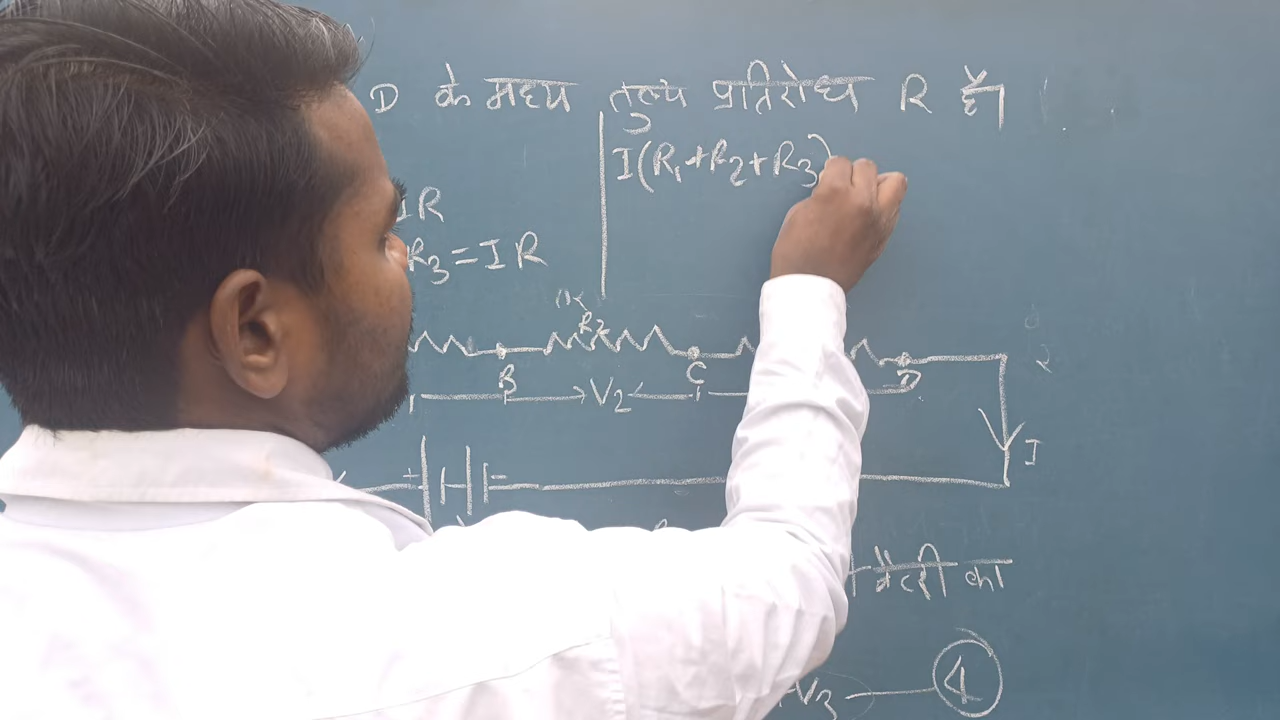 D के मध्य तुल्य प्रतिरोध R है।
I(R₁+R₂+R₃)
IR
R₃ = IR
R₂
B
C
D
V₂
I
+
-
बैटरी का
V₃ — ④